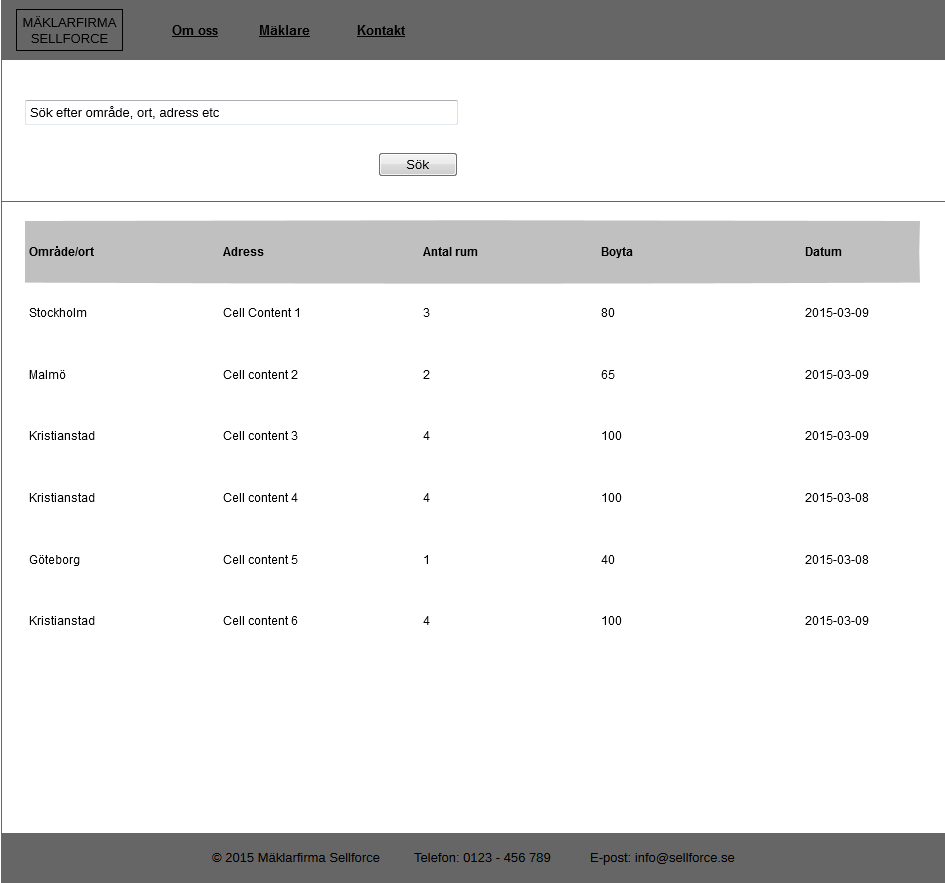 MÄKLARFIRMA
SELLFORCE
Om oss Mäklare Kontakt
Sök efter område, ort, adress etc
Sök
Område/ort Adress Antal rum Boyta Datum
Stockholm Cell Content 1 3 80 2015-03-09
Malmö Cell content 2 2 65 2015-03-09
Kristianstad Cell content 3 4 100 2015-03-09
Kristianstad Cell content 4 4 100 2015-03-08
Göteborg Cell content 5 1 40 2015-03-08
Kristianstad Cell content 6 4 100 2015-03-09
© 2015 Mäklarfirma Sellforce Telefon: 0123 - 456 789 E-post: info@sellforce.se